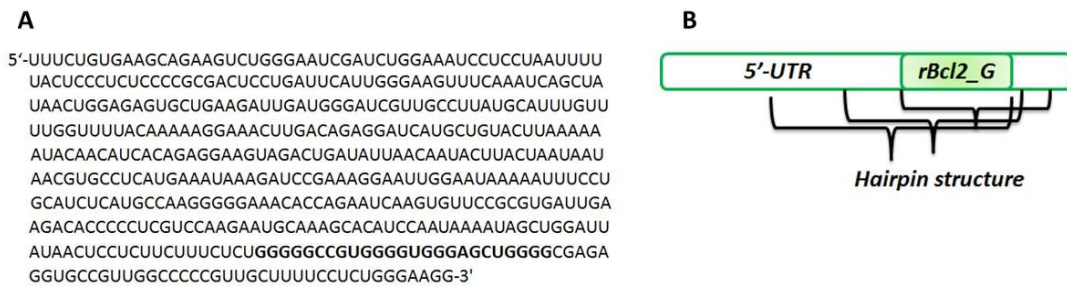 A
5‘-UUUCUGUGAAGCAGAAGUCUGGGAAUCGAUCUGGAAAUCCUCCUAAUUUU
UACUCCCUCUCCCCGCGACUCCUGAUUCAUUGGGAAGUUUCAAAUCAGCUA
UAACUGGAGAGUGCUGAAGAUUGAUGGGAUCGUUGCCUUAUGCAUUUGUU
UUGGUUUUACAAAAAGGAAACUUGACAGAGGAUCAUGCUGUACUUAAAAA
AUACAACAUCACAGAGGAAGUAGACUGAUAUUAACAAUACUUACUAAUAAU
AACGUGCCUCAUGAAAUAAAGAUCCGAAAGGAAUUGGAAUAAAAAUUUCCU
GCAUCUCAUGCCAAGGGGGAAACACCAGAAUCAAGUGUUCCGCGUGAUUGA
AGACACCCCCUCGUCCAAGAAUGCAAAGCACAUCCAAUAAAAUAGCUGGAUU
AUAACUCCUCUUCUUUCUCUGGGGGCCGUGGGGUGGGAGCUGGGGCGAGA
GGUGCCGUUGGCCCCCGUUGCUUUUCCUCUGGGAAGG-3'
B
5’-UTR
rBcl2_G
Hairpin structure